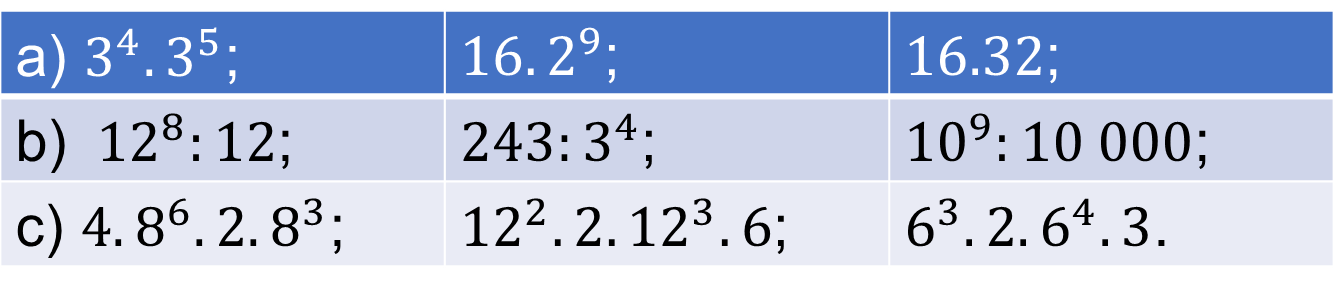 a) 3⁴.3⁵; 16.2⁹; 16.32;
b) 12⁸:12; 243:3⁴; 10⁹:10 000;
c) 4.8⁶.2.8³; 12².2.12³.6; 6³.2.6⁴.3.